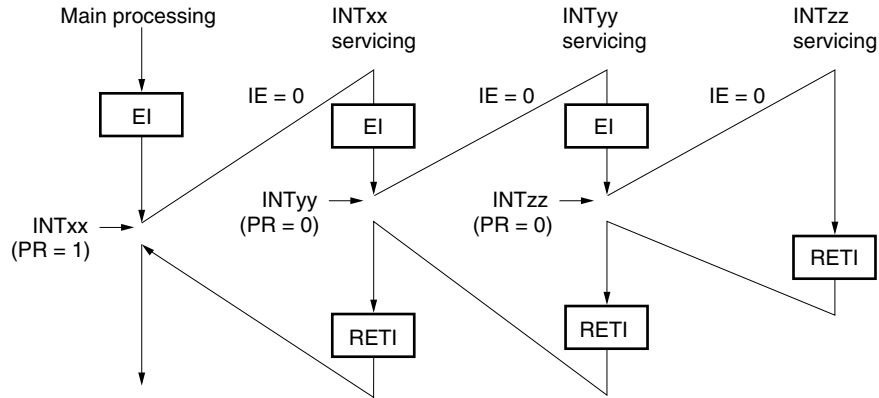 Main processing
INTxx
servicing
INTyy
servicing
INTzz
servicing
IE = 0
IE = 0
IE = 0
EI
EI
EI
INTxx
(PR = 1)
INTyy
(PR = 0)
INTzz
(PR = 0)
RETI
RETI
RETI